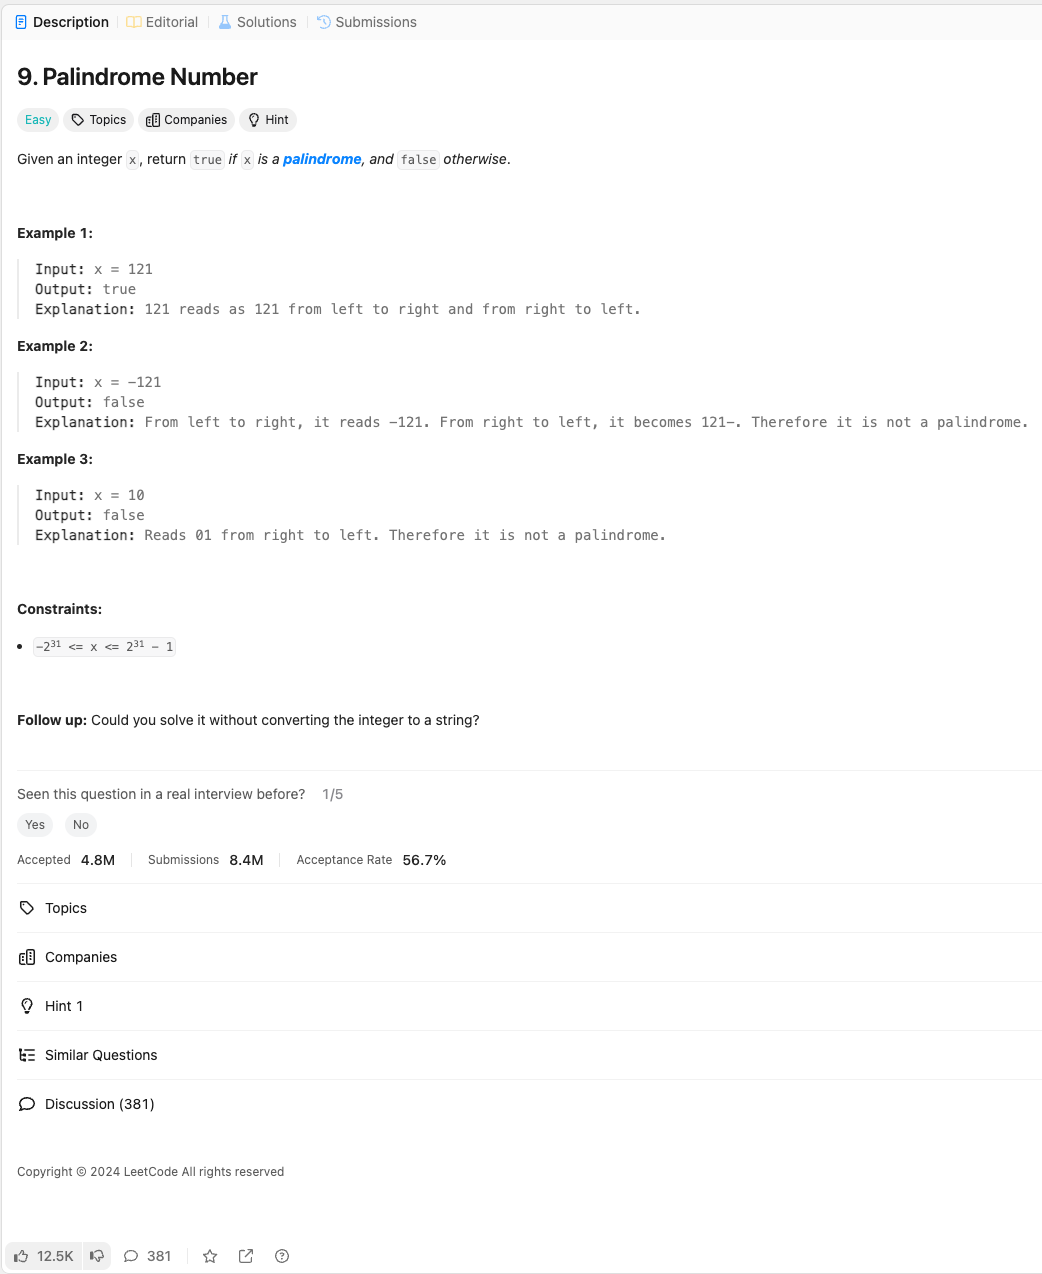 Description Editorial Solutions Submissions
9. Palindrome Number
Easy Topics Companies Hint
Given an integer x, return true if x is a palindrome, and false otherwise.
Example 1:
Input: x = 121
Output: true
Explanation: 121 reads as 121 from left to right and from right to left.
Example 2:
Input: x = −121
Output: false
Explanation: From left to right, it reads −121. From right to left, it becomes 121−. Therefore it is not a palindrome.
Example 3:
Input: x = 10
Output: false
Explanation: Reads 01 from right to left. Therefore it is not a palindrome.
Constraints:
• −2³¹ <= x <= 2³¹ − 1
Follow up: Could you solve it without converting the integer to a string?
Seen this question in a real interview before? 1/5
Yes No
Accepted 4.8M Submissions 8.4M Acceptance Rate 56.7%
Topics
Companies
Hint 1
Similar Questions
Discussion (381)
Copyright © 2024 LeetCode All rights reserved
12.5K 381